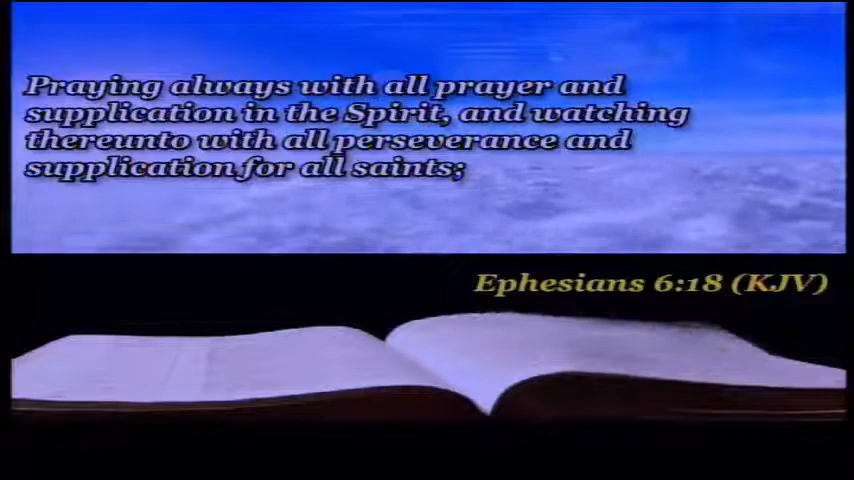 Praying always with all prayer and
supplication in the Spirit, and watching
thereunto with all perseverance and
supplication for all saints;
Ephesians 6:18 (KJV)